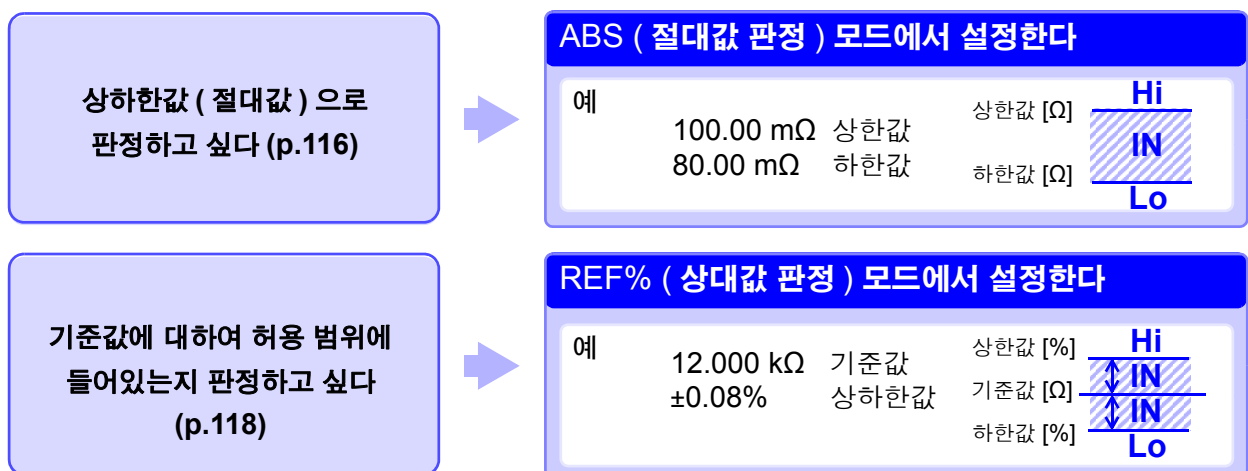 상하한값 ( 절대값 ) 으로
판정하고 싶다 (p.116)
ABS ( 절대값 판정 ) 모드에서 설정한다
예
100.00 mΩ 상한값
80.00 mΩ 하한값
상한값 [Ω]
하한값 [Ω]
Hi
IN
Lo
기준값에 대하여 허용 범위에
들어있는지 판정하고 싶다
(p.118)
REF% ( 상대값 판정 ) 모드에서 설정한다
예
12.000 kΩ 기준값
±0.08% 상하한값
상한값 [%]
기준값 [Ω]
하한값 [%]
Hi
IN
IN
Lo